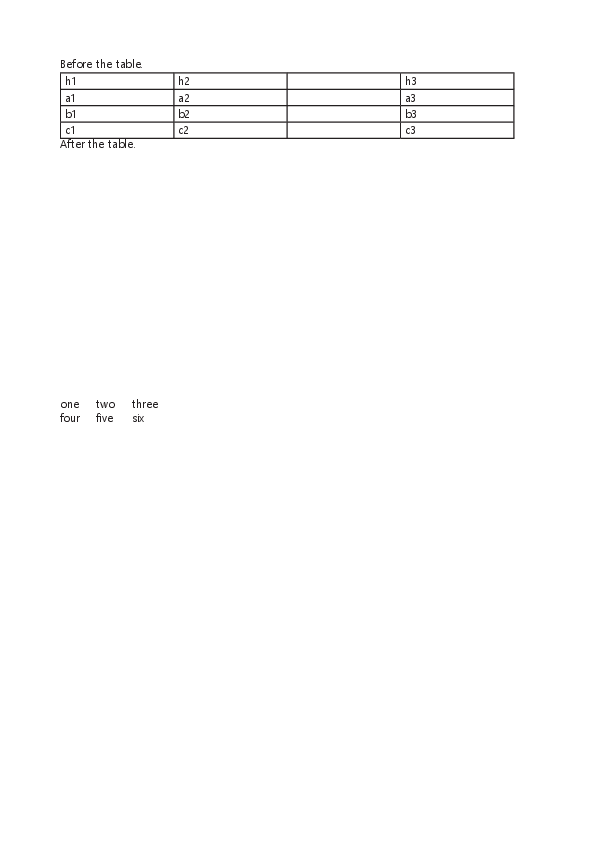 Before the table.
h1 h2 h3
a1 a2 a3
b1 b2 b3
c1 c2 c3
After the table.
one two three
four five six